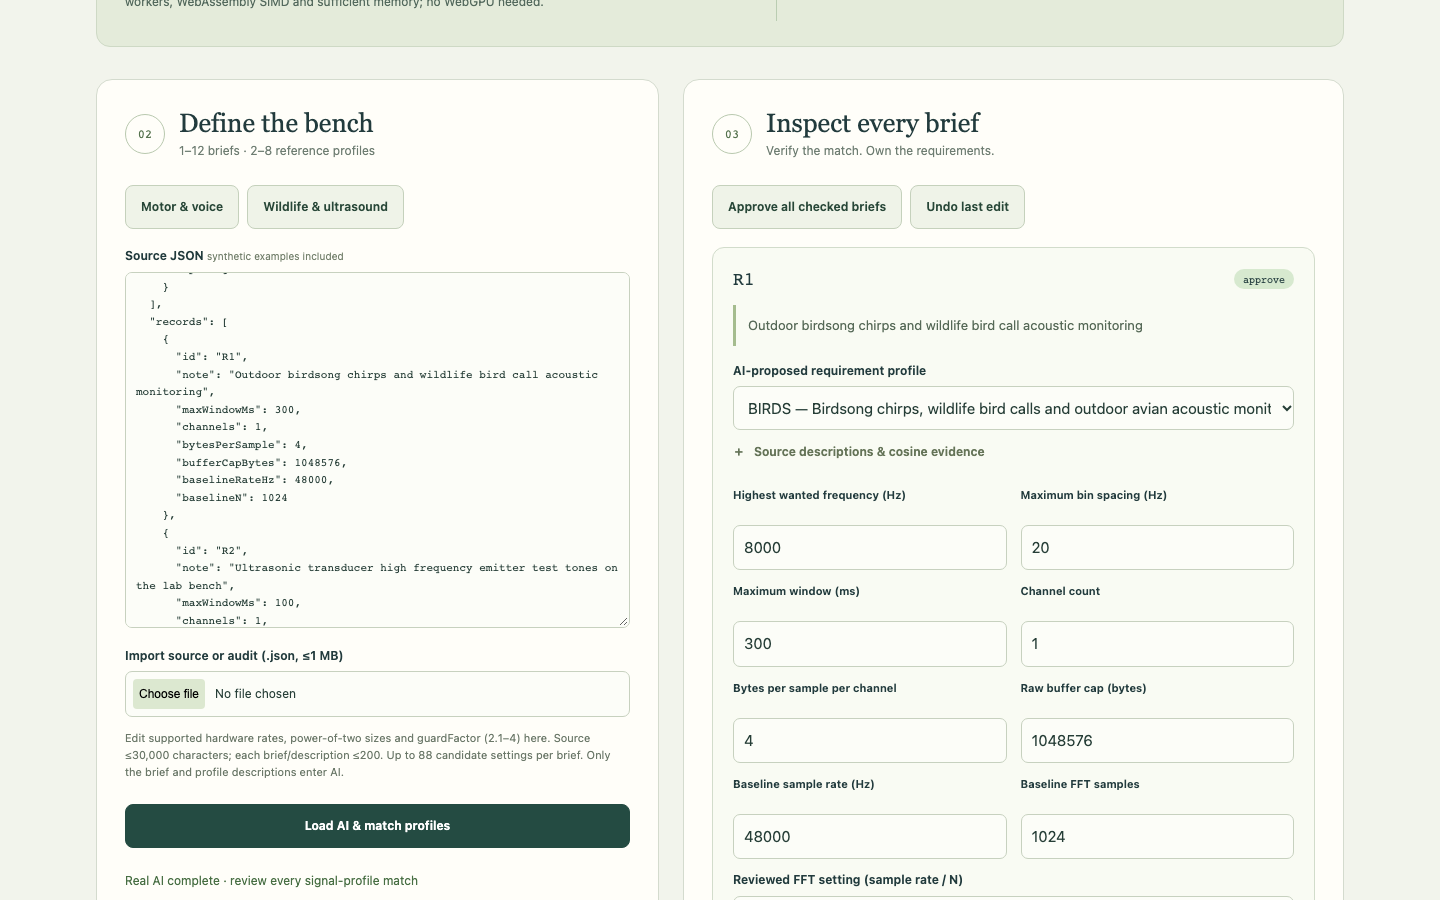 workers, WebAssembly SIMD and sufficient memory; no WebGPU needed.
02
Define the bench
1–12 briefs · 2–8 reference profiles
Motor & voice
Wildlife & ultrasound
Source JSON synthetic examples included
}
],
"records": [
{
"id": "R1",
"note": "Outdoor birdsong chirps and wildlife bird call acoustic
monitoring",
"maxWindowMs": 300,
"channels": 1,
"bytesPerSample": 4,
"bufferCapBytes": 1048576,
"baselineRateHz": 48000,
"baselineN": 1024
},
{
"id": "R2",
"note": "Ultrasonic transducer high frequency emitter test tones on
the lab bench",
"maxWindowMs": 100,
"channels": 1,
Import source or audit (.json, ≤1 MB)
Choose file No file chosen
Edit supported hardware rates, power-of-two sizes and guardFactor (2.1–4) here. Source
≤30,000 characters; each brief/description ≤200. Up to 88 candidate settings per brief. Only
the brief and profile descriptions enter AI.
Load AI & match profiles
Real AI complete · review every signal-profile match
03
Inspect every brief
Verify the match. Own the requirements.
Approve all checked briefs
Undo last edit
R1
approve
Outdoor birdsong chirps and wildlife bird call acoustic monitoring
AI-proposed requirement profile
BIRDS — Birdsong chirps, wildlife bird calls and outdoor avian acoustic monit
+ Source descriptions & cosine evidence
Highest wanted frequency (Hz)
Maximum bin spacing (Hz)
8000
20
Maximum window (ms)
Channel count
300
1
Bytes per sample per channel
Raw buffer cap (bytes)
4
1048576
Baseline sample rate (Hz)
Baseline FFT samples
48000
1024
Reviewed FFT setting (sample rate / N)